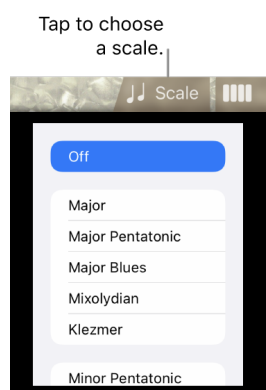 Tap to choose
a scale.
Scale
Off
Major
Major Pentatonic
Major Blues
Mixolydian
Klezmer
Minor Pentatonic